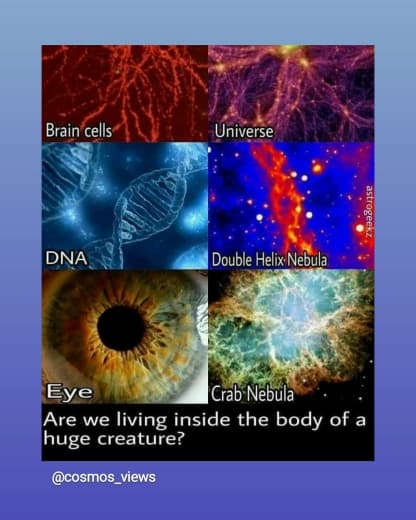 Brain cells
Universe
astrogeekz
DNA
Double Helix Nebula
Eye
Crab Nebula
Are we living inside the body of a
huge creature?
@cosmos_views